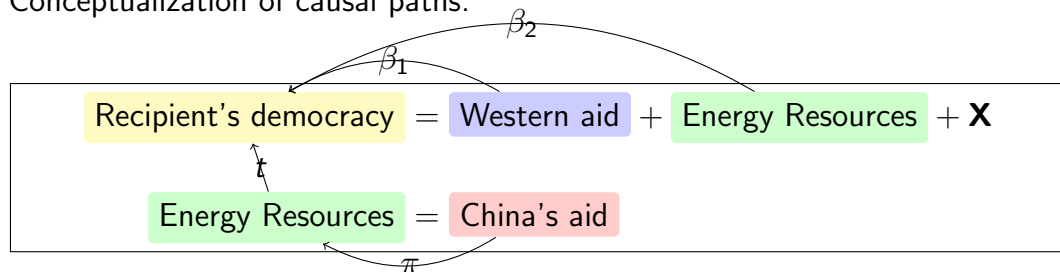 Conceptualization of causal paths:
β2
β1
Recipient's democracy = Western aid + Energy Resources + X
t
Energy Resources = China's aid
π